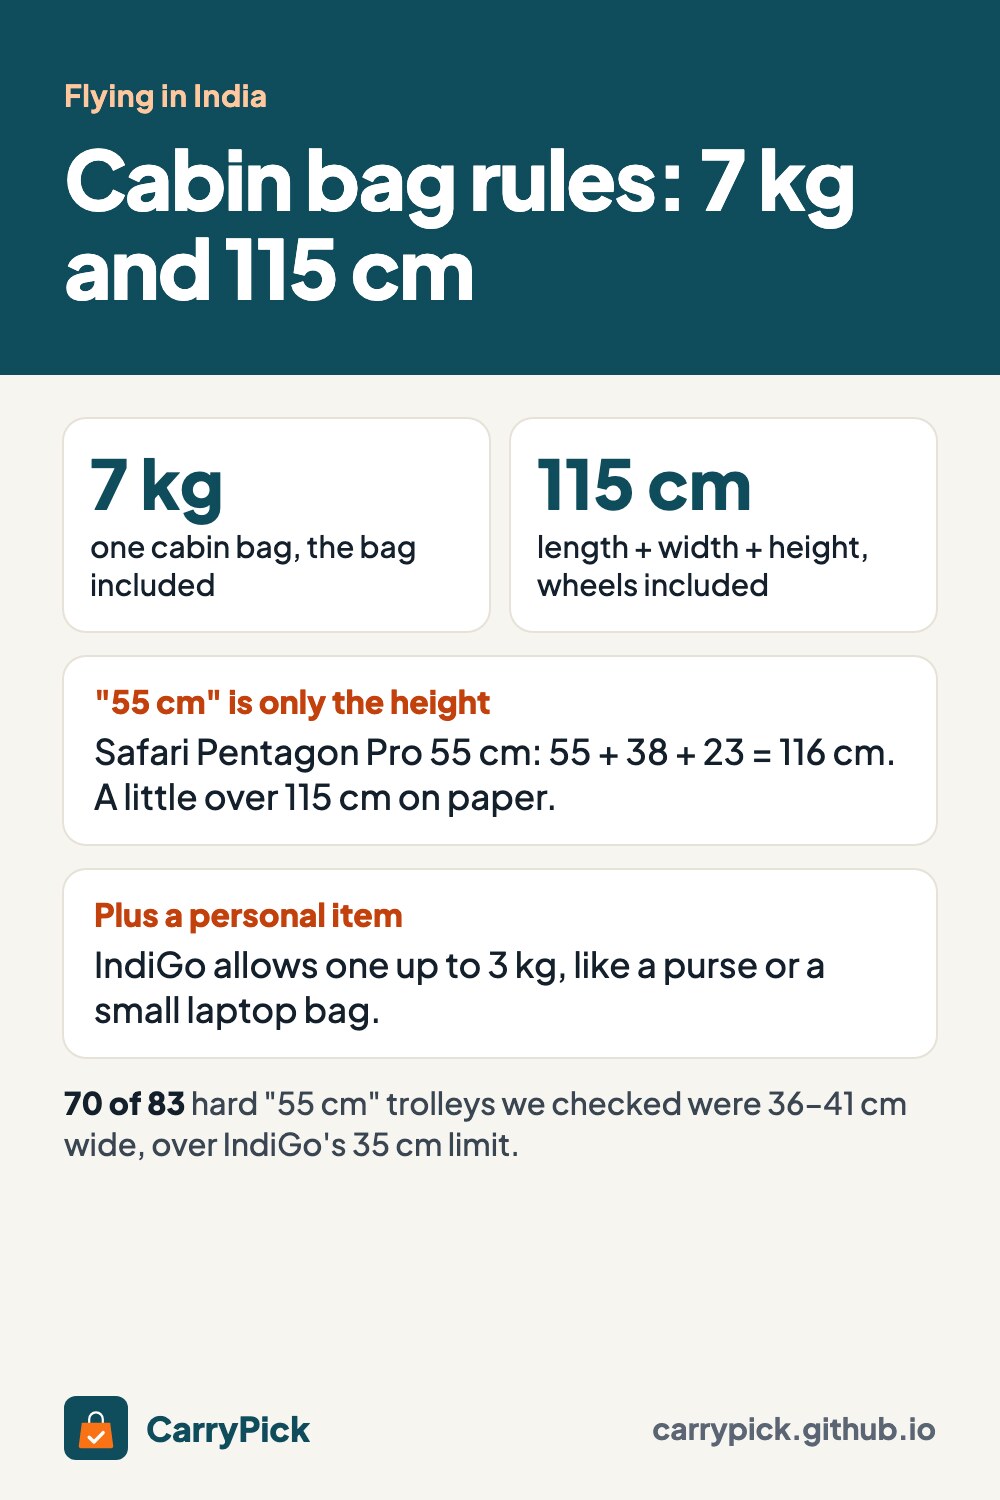 Flying in India
Cabin bag rules: 7 kg
and 115 cm
7 kg
one cabin bag, the bag
included
115 cm
length + width + height,
wheels included
"55 cm" is only the height
Safari Pentagon Pro 55 cm: 55 + 38 + 23 = 116 cm.
A little over 115 cm on paper.
Plus a personal item
IndiGo allows one up to 3 kg, like a purse or a
small laptop bag.
70 of 83 hard "55 cm" trolleys we checked were 36–41 cm
wide, over IndiGo's 35 cm limit.
CarryPick
carrypick.github.io